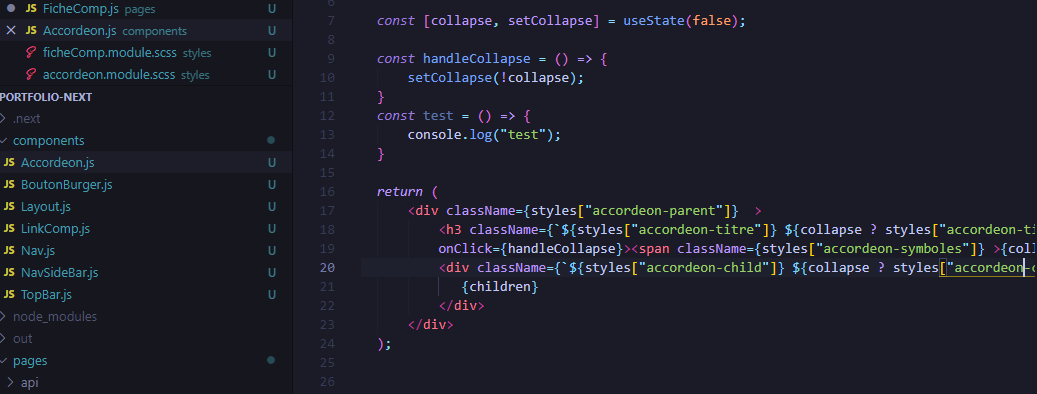 FicheComp.js pages U
Accordeon.js components U
ficheComp.module.scss styles U
accordeon.module.scss styles U
PORTFOLIO-NEXT
.next
components
JS Accordeon.js U
JS BoutonBurger.js U
JS Layout.js U
JS LinkComp.js U
JS Nav.js U
JS NavSideBar.js U
JS TopBar.js U
node_modules
out
pages
api
6
7 const [collapse, setCollapse] = useState(false);
8
9 const handleCollapse = () => {
10 setCollapse(!collapse);
11 }
12 const test = () => {
13 console.log("test");
14 }
15
16 return (
17 <div className={styles["accordeon-parent"]} >
18 <h3 className={`${styles["accordeon-titre"]} ${collapse ? styles["accordeon-ti
19 onClick={handleCollapse}><span className={styles["accordeon-symboles"]} >{coll
20 <div className={`${styles["accordeon-child"]} ${collapse ? styles["accordeon-c
21 {children}
22 </div>
23 </div>
24 );
25
26